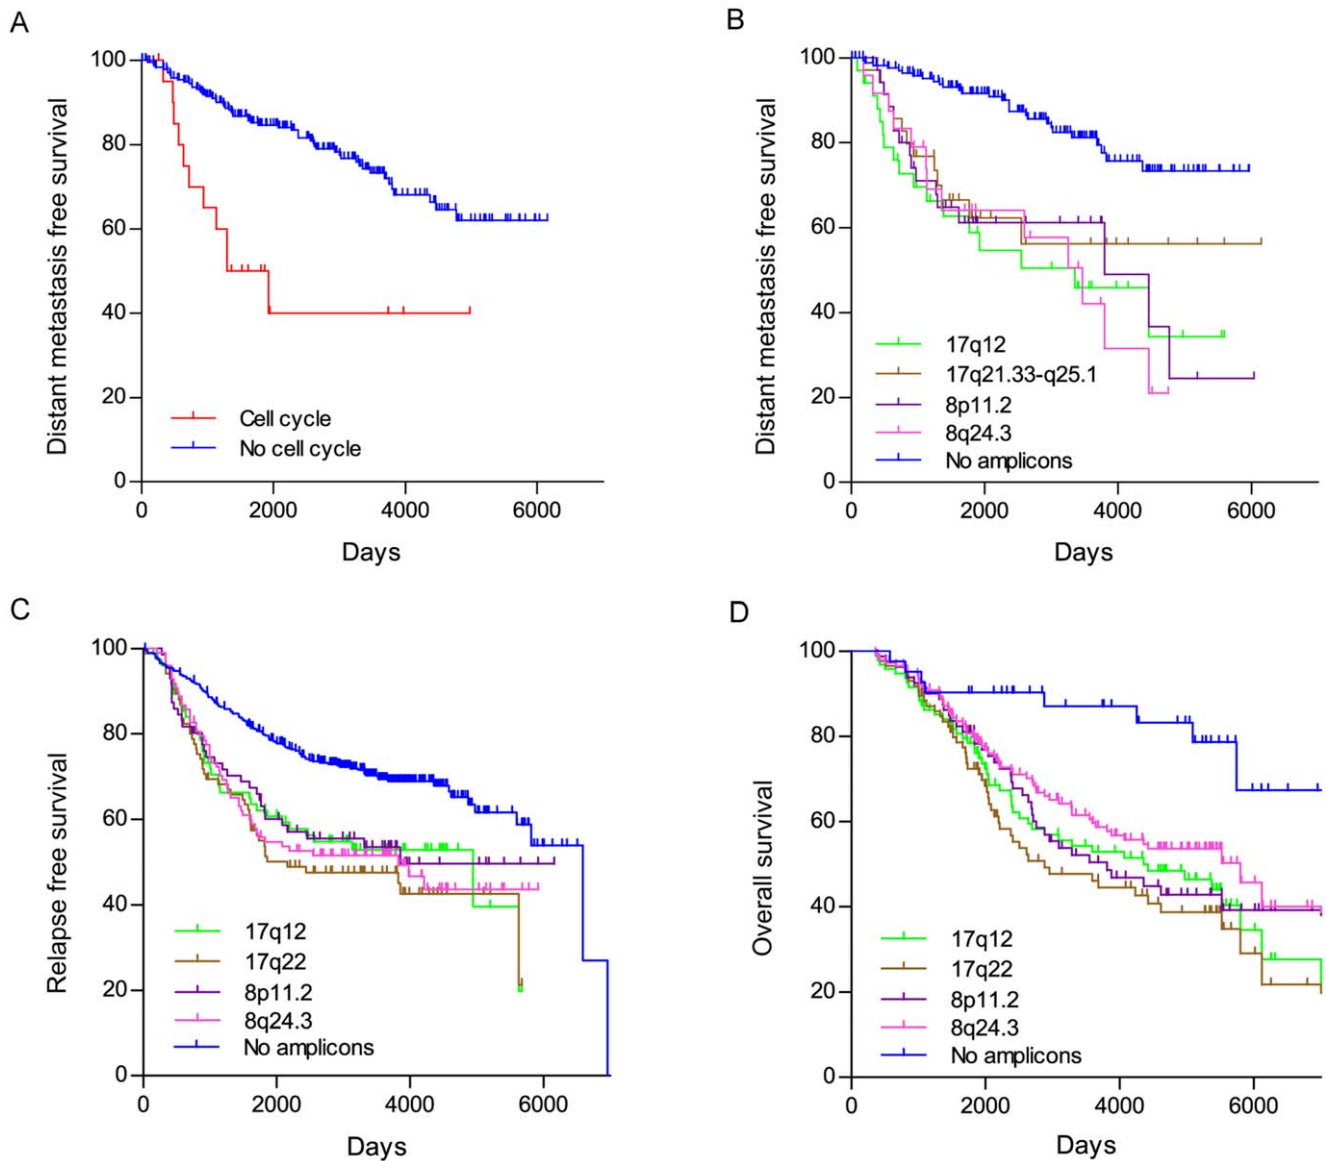 A
Distant metastasis free survival
100
80
60
40
20
0
Cell cycle
No cell cycle
0 2000 4000 6000
Days
B
Distant metastasis free survival
100
80
60
40
20
0
17q12
17q21.33-q25.1
8p11.2
8q24.3
No amplicons
0 2000 4000 6000
Days
C
Relapse free survival
100
80
60
40
20
0
17q12
17q22
8p11.2
8q24.3
No amplicons
0 2000 4000 6000
Days
D
Overall survival
100
80
60
40
20
0
17q12
17q22
8p11.2
8q24.3
No amplicons
0 2000 4000 6000
Days